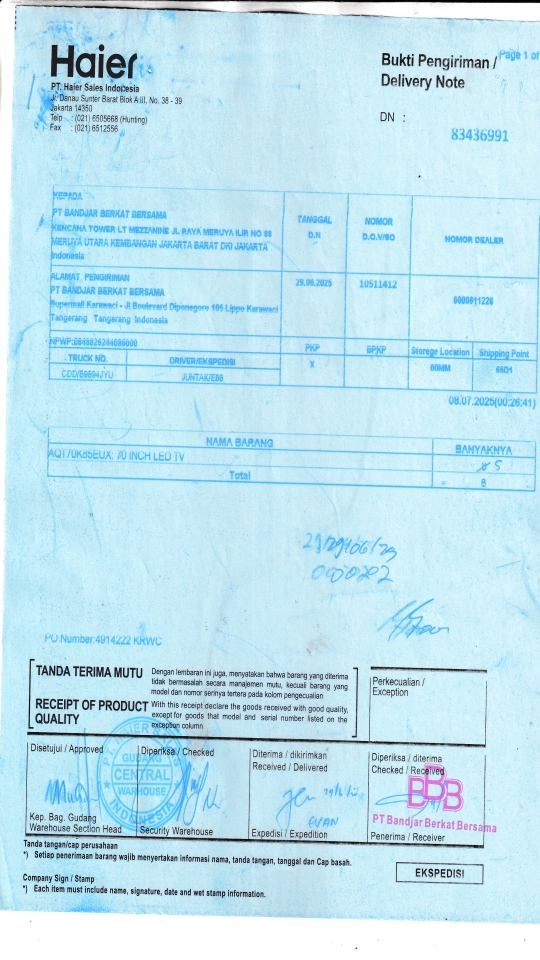 Haier
PT. Haier Sales Indonesia
Jl. Danau Sunter Barat Blok A III, No. 38 - 39
Jakarta 14350
Telp : (021) 6505668 (Hunting)
Fax : (021) 6512556
Bukti Pengiriman /
Delivery Note
Page 1 of
DN :
83436991
KEPADA
PT BANDJAR BERKAT BERSAMA
KENCANA TOWER LT MEZZANINE JL RAYA MERUYA ILIR NO 88
MERUYA UTARA KEMBANGAN JAKARTA BARAT DKI JAKARTA
Indonesia
TANGGAL
D.N
NOMOR
D.O.V/SO
NOMOR DEALER
ALAMAT PENGIRIMAN
PT BANDJAR BERKAT BERSAMA
Supermall Karawaci - Jl Boulevard Diponegoro 105 Lippo Karawaci
Tangerang Tangerang Indonesia
29.06.2025
10511412
NPWP:
PKP
BPKP
Storege Location
Shipping Point
TRUCK NO.
DRIVER/EKSPEDISI
X
00MM
JUNTAK/E88
08.07.2025(00:26:41)
NAMA BARANG
BANYAKNYA
70 INCH LED TV
5
Total
8
PO Number:4914222 KRWC
TANDA TERIMA MUTU
Dengan lembaran ini juga, menyatakan bahwa barang yang diterima
tidak bermasalah secara manajemen mutu, kecuali barang yang
model dan nomor serinya tertera pada kolom pengecualian
RECEIPT OF PRODUCT
QUALITY
With this receipt declare the goods received with good quality,
except for goods that model and serial number listed on the
exception column
Perkecualian /
Exception
Disetujui / Approved
Diperiksa / Checked
Diterima / dikirimkan
Received / Delivered
Diperiksa / diterima
Checked / Received
GUDANG
CENTRAL
WAREHOUSE
INDONESIA
EVAN
BBB
PT Bandjar Berkat Bersama
Kep. Bag. Gudang
Warehouse Section Head
Security Warehouse
Expedisi / Expedition
Penerima / Receiver
Tanda tangan/cap perusahaan
*) Setiap penerimaan barang wajib menyertakan informasi nama, tanda tangan, tanggal dan Cap basah.
EKSPEDISI
Company Sign / Stamp
*) Each item must include name, signature, date and wet stamp information.